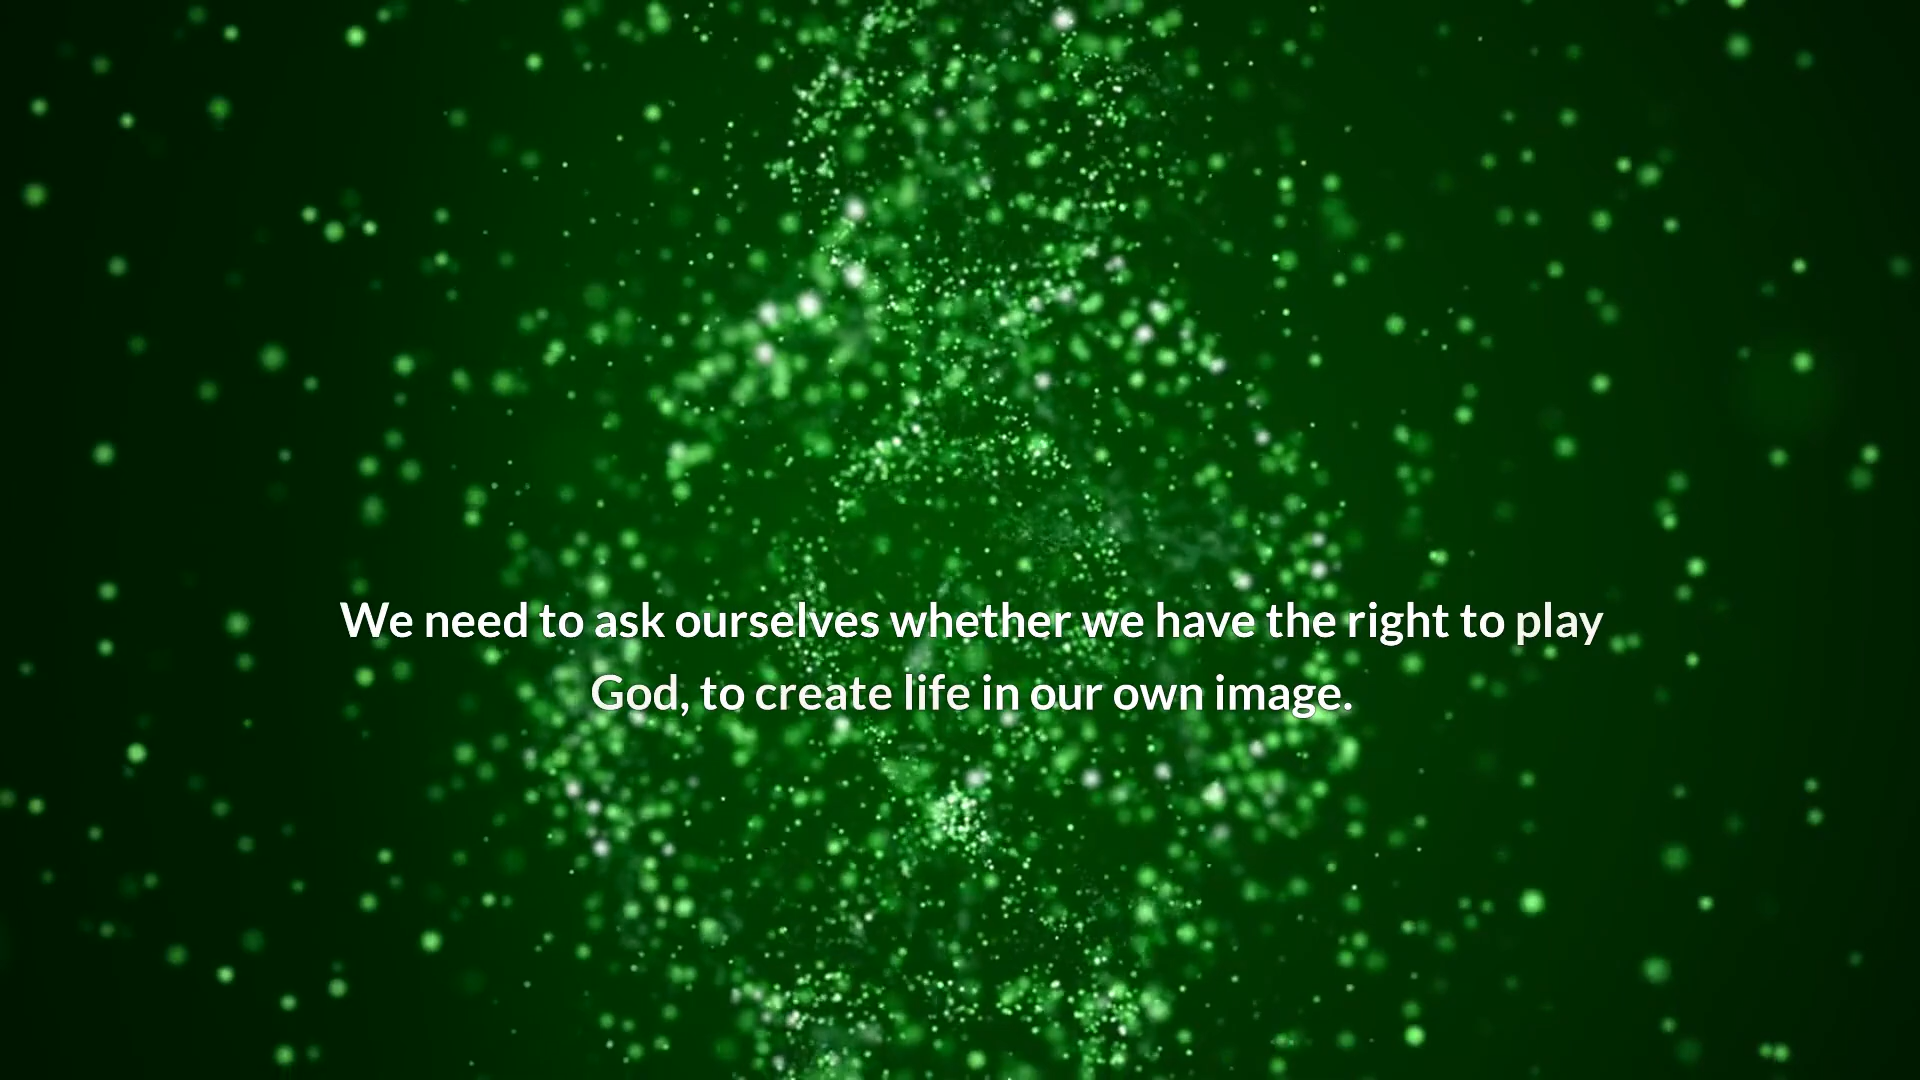 We need to ask ourselves whether we have the right to play
God, to create life in our own image.